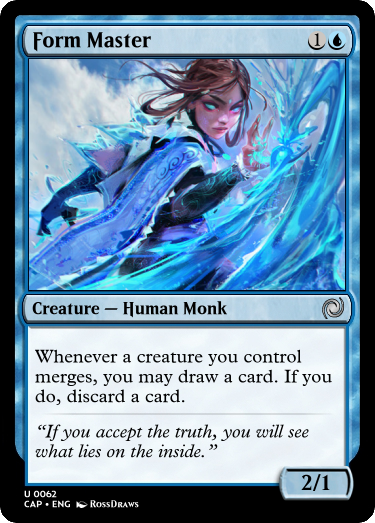 Form Master
1
Creature — Human Monk
Whenever a creature you control
merges, you may draw a card. If you
do, discard a card.
“If you accept the truth, you will see
what lies on the inside.”
2/1
U 0062
CAP • ENG RossDraws